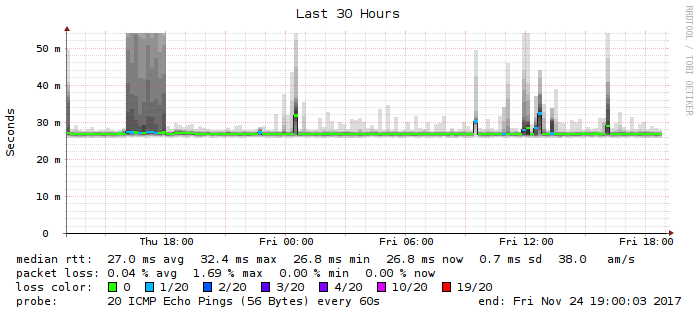 Last 30 Hours
RRDTOOL / TOBI OETIKER
Seconds
50 m
40 m
30 m
20 m
10 m
0
Thu 18:00 Fri 00:00 Fri 06:00 Fri 12:00 Fri 18:00
median rtt: 27.0 ms avg 32.4 ms max 26.8 ms min 26.8 ms now 0.7 ms sd 38.0 am/s
packet loss: 0.04 % avg 1.69 % max 0.00 % min 0.00 % now
loss color: 0 1/20 2/20 3/20 4/20 10/20 19/20
probe: 20 ICMP Echo Pings (56 Bytes) every 60s end: Fri Nov 24 19:00:03 2017